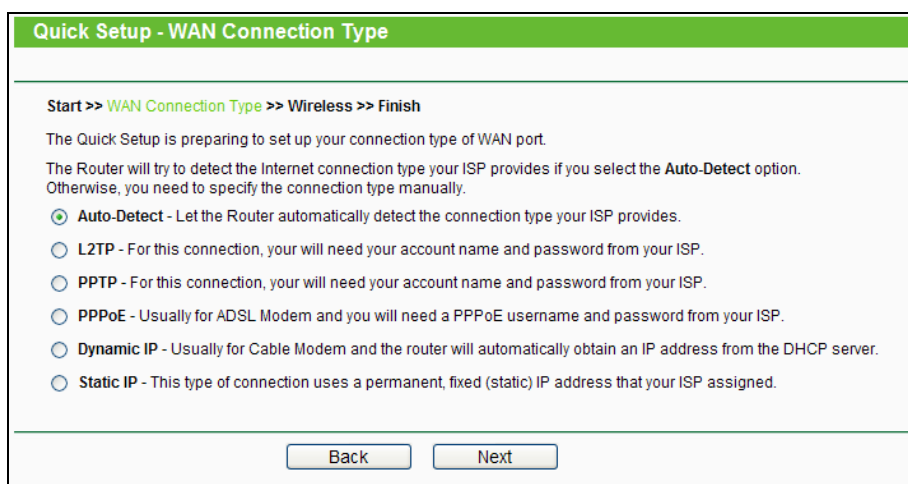 Quick Setup - WAN Connection Type
Start >> WAN Connection Type >> Wireless >> Finish
The Quick Setup is preparing to set up your connection type of WAN port.
The Router will try to detect the Internet connection type your ISP provides if you select the Auto-Detect option.
Otherwise, you need to specify the connection type manually.
Auto-Detect - Let the Router automatically detect the connection type your ISP provides.
L2TP - For this connection, your will need your account name and password from your ISP.
PPTP - For this connection, your will need your account name and password from your ISP.
PPPoE - Usually for ADSL Modem and you will need a PPPoE username and password from your ISP.
Dynamic IP - Usually for Cable Modem and the router will automatically obtain an IP address from the DHCP server.
Static IP - This type of connection uses a permanent, fixed (static) IP address that your ISP assigned.
Back Next